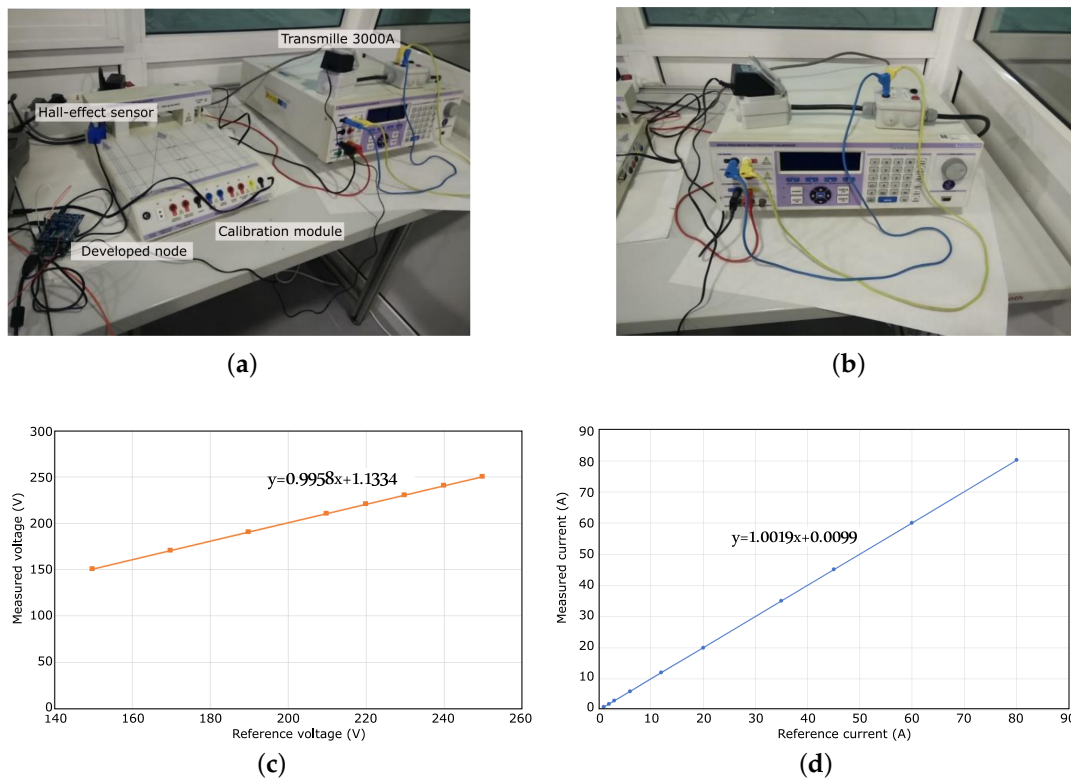 Transmille 3000A
Hall-effect sensor
Calibration module
Developed node
(a)
(b)
300
250
200
150
100
50
0
140
160
180
200
220
240
260
Measured voltage (V)
Reference voltage (V)
y=0.9958x+1.1334
(c)
90
80
70
60
50
40
30
20
10
0
0
10
20
30
40
50
60
70
80
90
Measured current (A)
Reference current (A)
y=1.0019x+0.0099
(d)